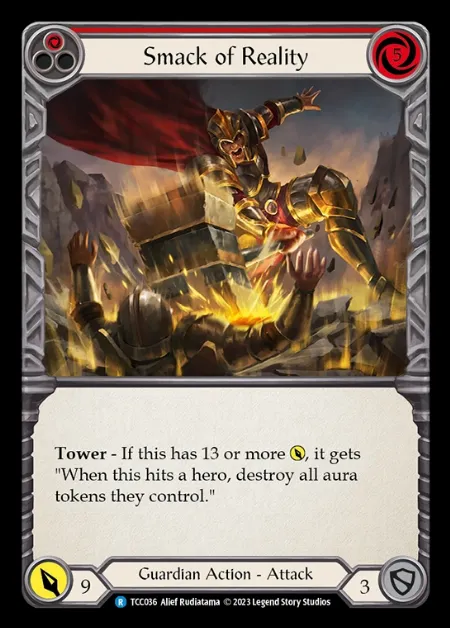 Smack of Reality
5
Tower - If this has 13 or more , it gets
"When this hits a hero, destroy all aura
tokens they control."
9
Guardian Action - Attack
3
R TCC036 Alief Rudiatama © 2023 Legend Story Studios